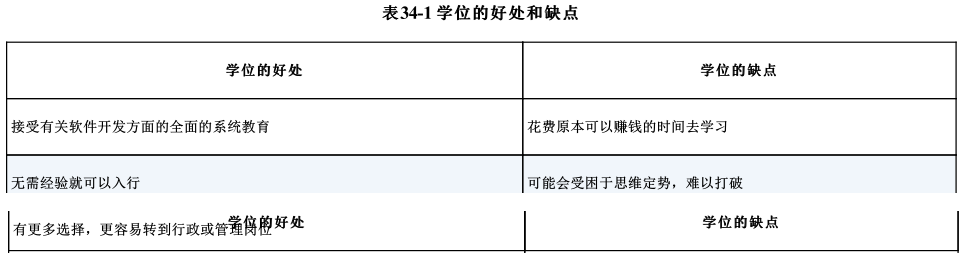 表34-1 学位的好处和缺点
学位的好处 学位的缺点
接受有关软件开发方面的全面的系统教育 花费原本可以赚钱的时间去学习
无需经验就可以入行 可能会受困于思维定势，难以打破
学位的好处 学位的缺点
有更多选择，更容易转到行政或管理岗位